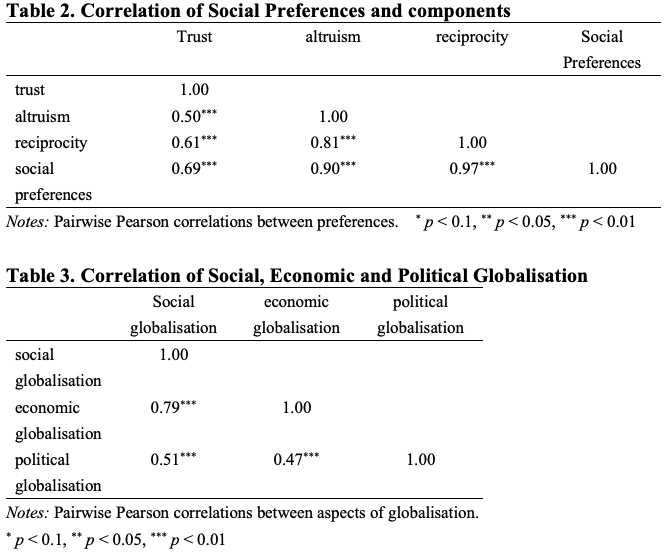 Table 2. Correlation of Social Preferences and components
Trust altruism reciprocity Social
Preferences
trust 1.00
altruism 0.50*** 1.00
reciprocity 0.61*** 0.81*** 1.00
social 0.69*** 0.90*** 0.97*** 1.00
preferences
Notes: Pairwise Pearson correlations between preferences. * p < 0.1, ** p < 0.05, *** p < 0.01
Table 3. Correlation of Social, Economic and Political Globalisation
Social economic political
globalisation globalisation globalisation
social 1.00
globalisation
economic 0.79*** 1.00
globalisation
political 0.51*** 0.47*** 1.00
globalisation
Notes: Pairwise Pearson correlations between aspects of globalisation.
* p < 0.1, ** p < 0.05, *** p < 0.01